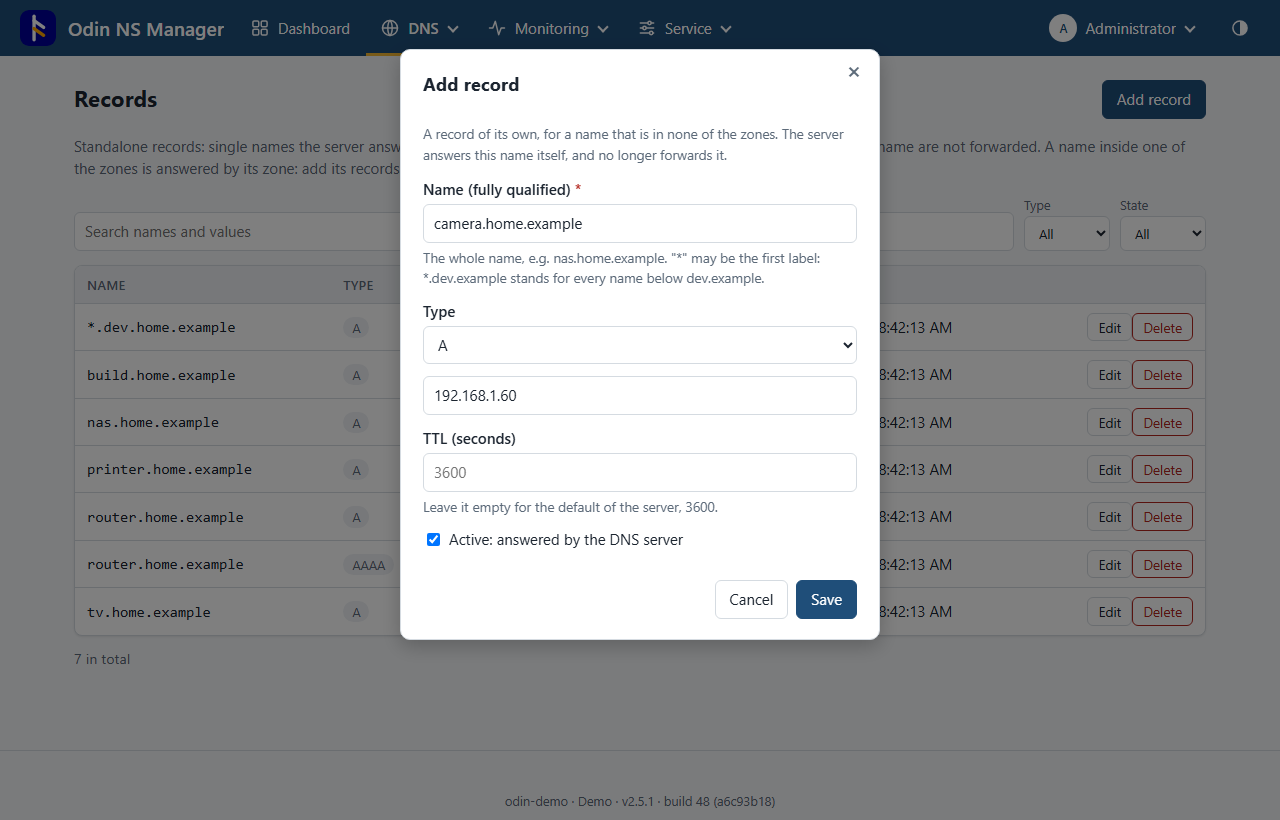 Odin NS Manager
Dashboard
DNS
Monitoring
Service
A
Administrator
Records
Add record
Standalone records: single names the server answ
name are not forwarded. A name inside one of
the zones is answered by its zone: add its records
Add record
A record of its own, for a name that is in none of the zones. The server
answers this name itself, and no longer forwards it.
Name (fully qualified) *
camera.home.example
The whole name, e.g. nas.home.example. "*" may be the first label:
*.dev.example stands for every name below dev.example.
Type
A
192.168.1.60
TTL (seconds)
3600
Leave it empty for the default of the server, 3600.
Active: answered by the DNS server
Cancel
Save
Search names and values
Type
All
State
All
NAME TYPE
*.dev.home.example A 8:42:13 AM Edit Delete
build.home.example A 8:42:13 AM Edit Delete
nas.home.example A 8:42:13 AM Edit Delete
printer.home.example A 8:42:13 AM Edit Delete
router.home.example A 8:42:13 AM Edit Delete
router.home.example AAAA 8:42:13 AM Edit Delete
tv.home.example A 8:42:13 AM Edit Delete
7 in total
odin-demo · Demo · v2.5.1 · build 48 (a6c93b18)